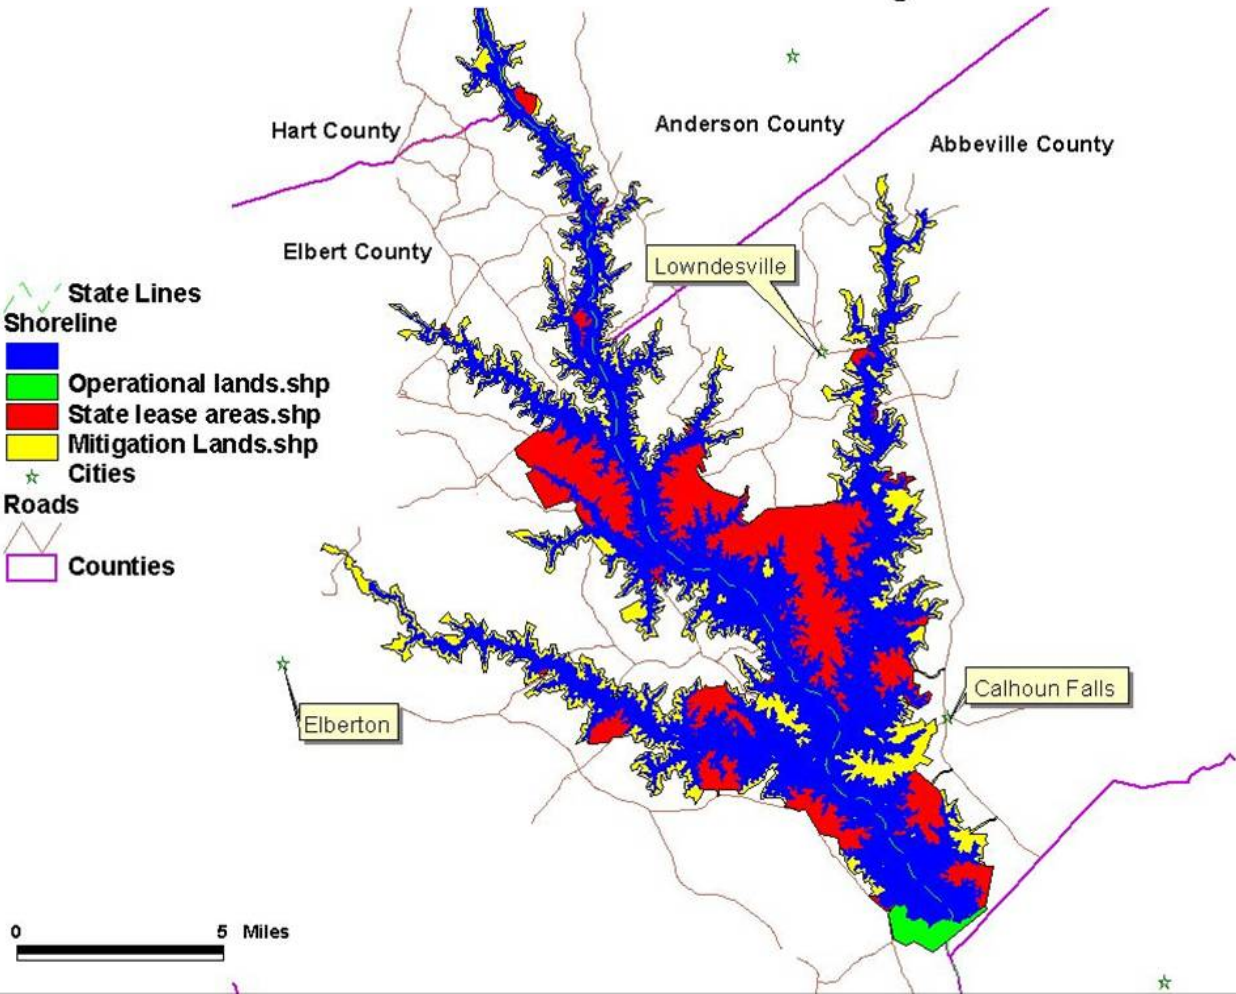 Hart County
Anderson County
Abbeville County
Elbert County
Lowndesville
State Lines
Shoreline
Operational lands.shp
State lease areas.shp
Mitigation Lands.shp
Cities
Roads
Counties
Calhoun Falls
Elberton
0 5 Miles